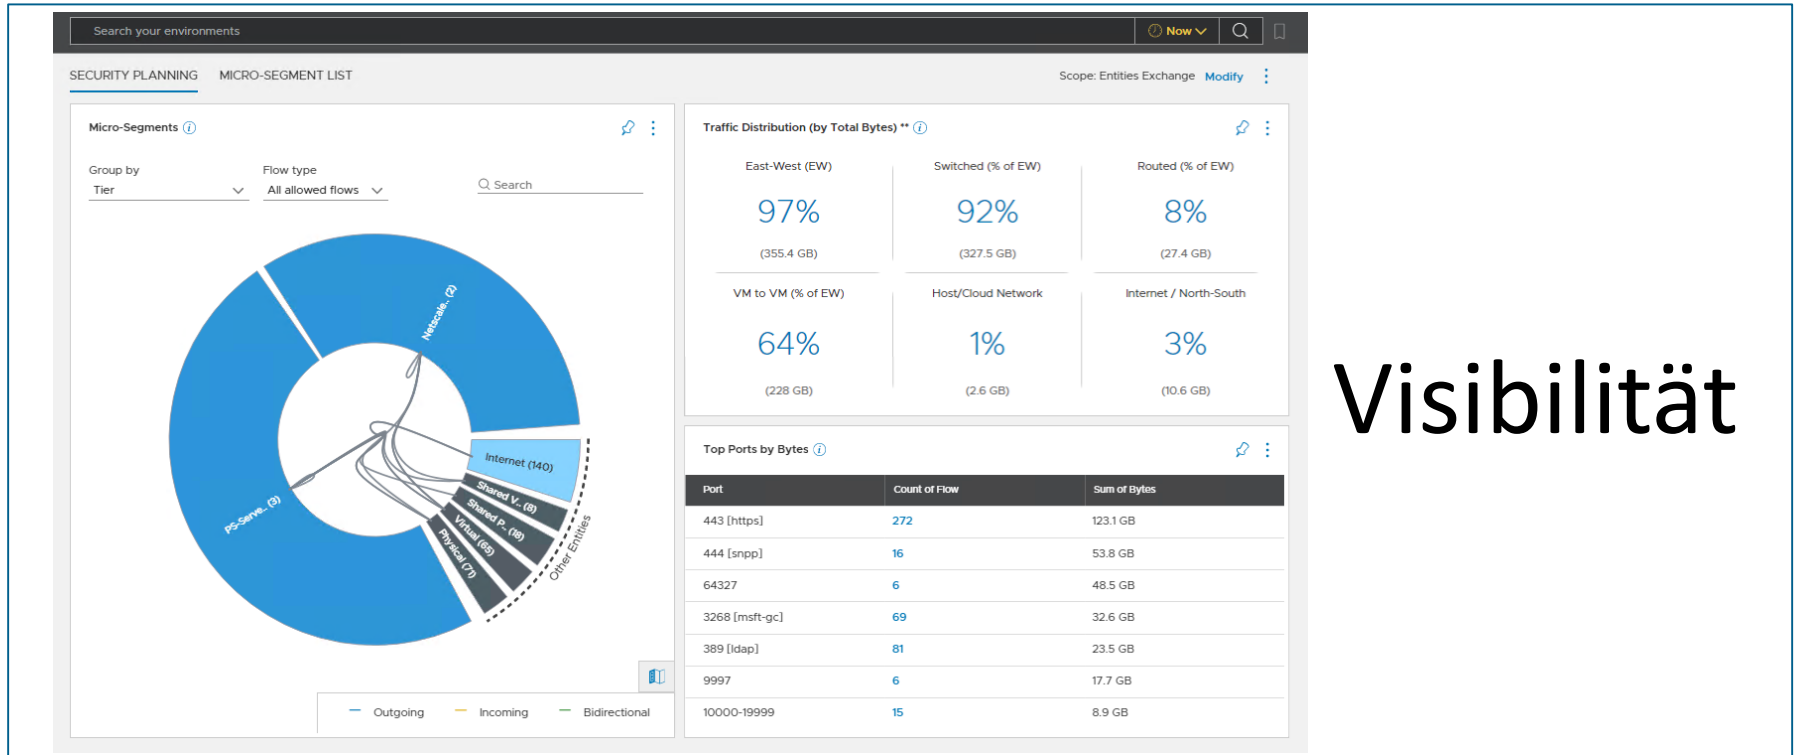 Search your environments
Now
SECURITY PLANNING MICRO-SEGMENT LIST
Scope: Entities Exchange Modify
Micro-Segments
Group by
Tier
Flow type
All allowed flows
Search
Netscale.. (2)
PS-Serve.. (3)
Internet (140)
Shared V.. (8)
Shared P.. (18)
Virtual (65)
Physical (71)
Other Entities
Outgoing Incoming Bidirectional
Traffic Distribution (by Total Bytes) **
East-West (EW) Switched (% of EW) Routed (% of EW)
97% 92% 8%
(355.4 GB) (327.5 GB) (27.4 GB)
VM to VM (% of EW) Host/Cloud Network Internet / North-South
64% 1% 3%
(228 GB) (2.6 GB) (10.6 GB)
Top Ports by Bytes
Port Count of Flow Sum of Bytes
443 [https] 272 123.1 GB
444 [snpp] 16 53.8 GB
64327 6 48.5 GB
3268 [msft-gc] 69 32.6 GB
389 [ldap] 81 23.5 GB
9997 6 17.7 GB
10000-19999 15 8.9 GB
Visibilität